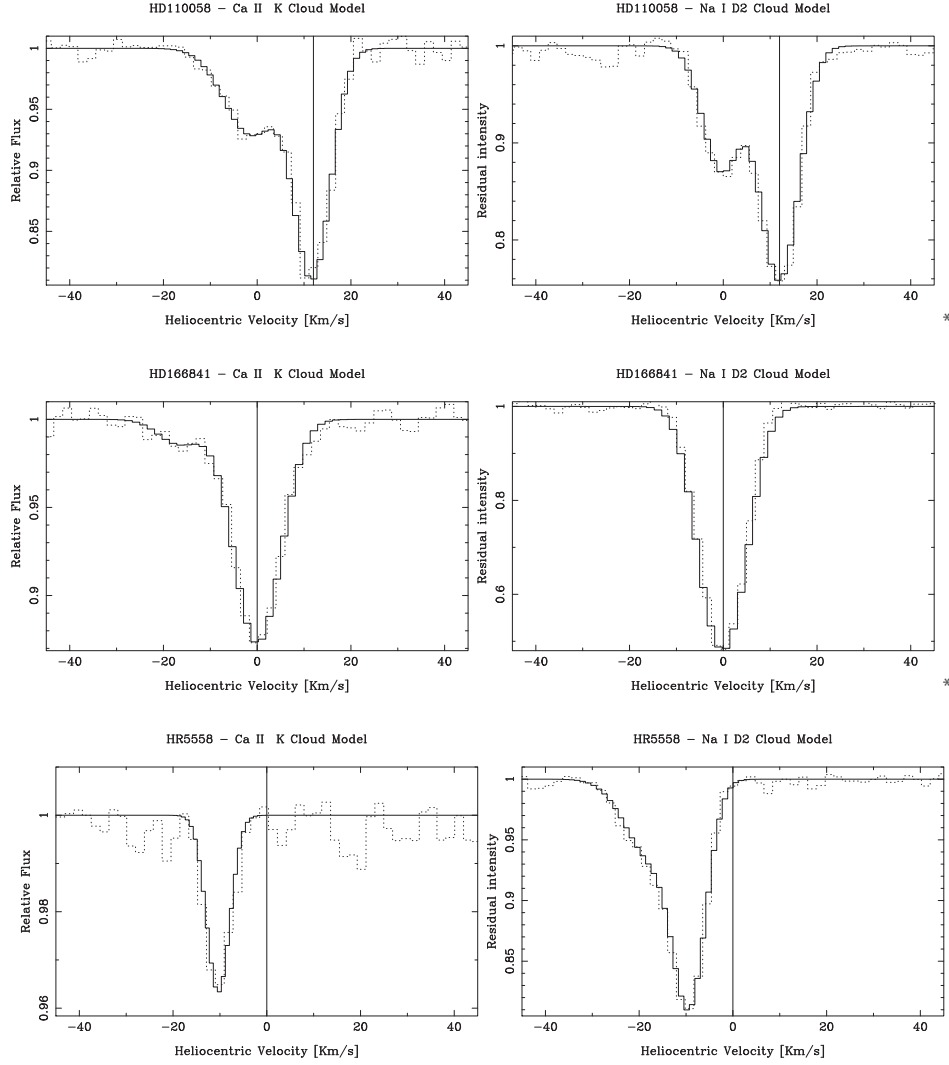 HD110058 – Ca II K Cloud Model
HD110058 – Na I D2 Cloud Model
Relative Flux
0.85 0.9 0.95 1
−40 −20 0 20 40
Heliocentric Velocity [Km/s]
Residual intensity
0.8 0.9 1
−40 −20 0 20 40
Heliocentric Velocity [Km/s]
*
HD166841 – Ca II K Cloud Model
HD166841 – Na I D2 Cloud Model
Relative Flux
0.9 0.95 1
−40 −20 0 20 40
Heliocentric Velocity [Km/s]
Residual intensity
0.6 0.8 1
−40 −20 0 20 40
Heliocentric Velocity [Km/s]
*
HR5558 – Ca II K Cloud Model
HR5558 – Na I D2 Cloud Model
Relative Flux
0.96 0.98 1
−40 −20 0 20 40
Heliocentric Velocity [Km/s]
Residual intensity
0.85 0.9 0.95 1
−40 −20 0 20 40
Heliocentric Velocity [Km/s]